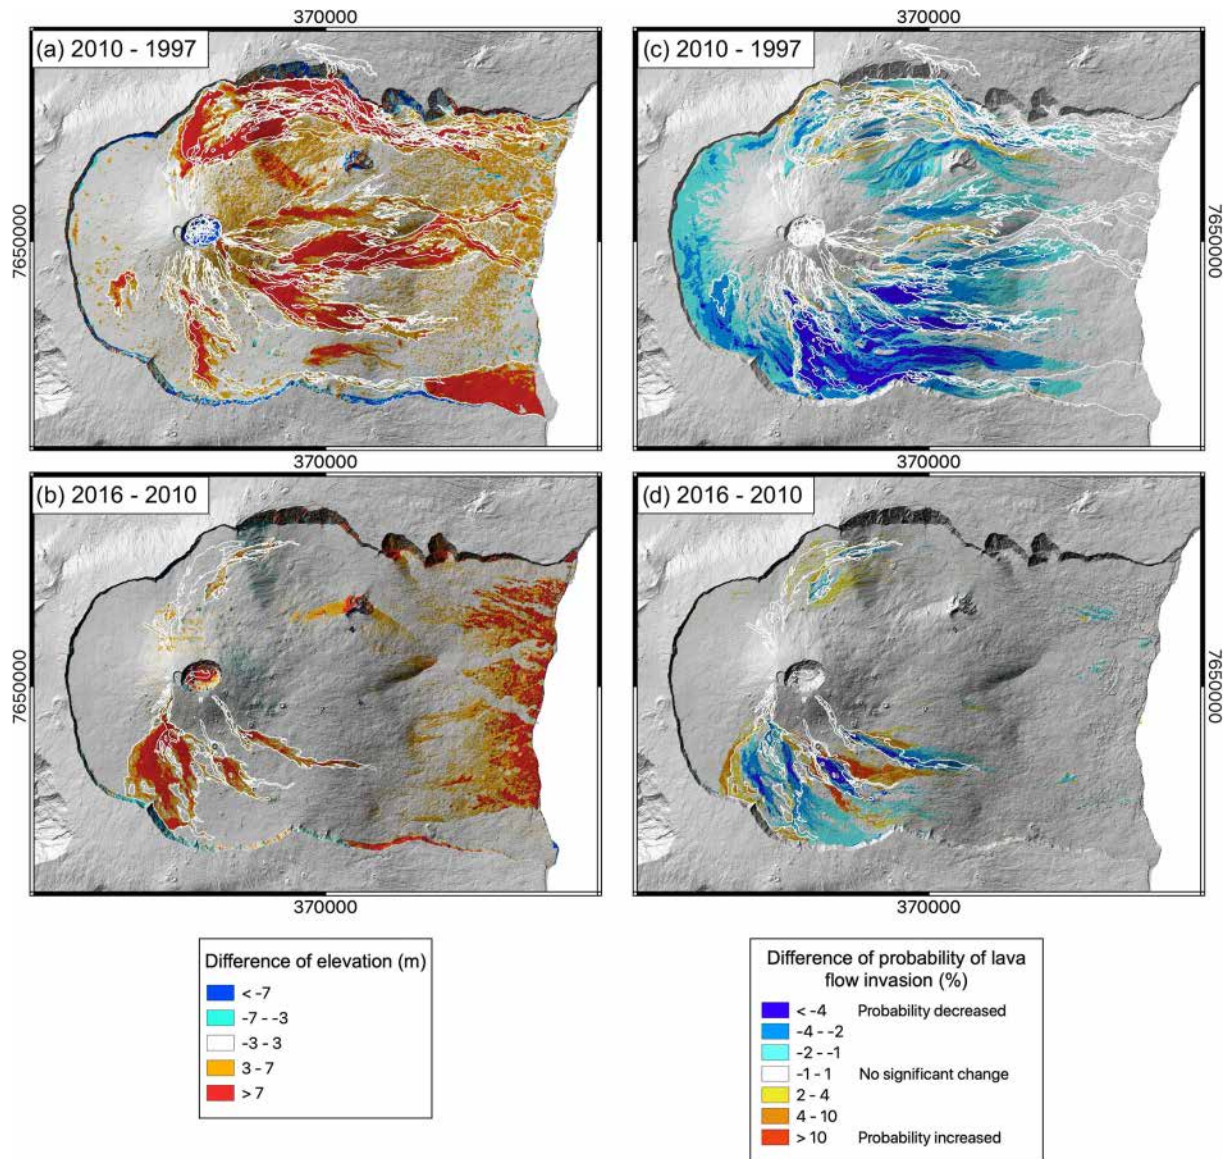 370000
370000
(a) 2010 - 1997
(c) 2010 - 1997
7650000
7650000
370000
370000
(b) 2016 - 2010
(d) 2016 - 2010
7650000
7650000
370000
370000
Difference of elevation (m)
< -7
-7 - -3
-3 - 3
3 - 7
> 7
Difference of probability of lava
flow invasion (%)
< -4 Probability decreased
-4 - -2
-2 - -1
-1 - 1 No significant change
2 - 4
4 - 10
> 10 Probability increased